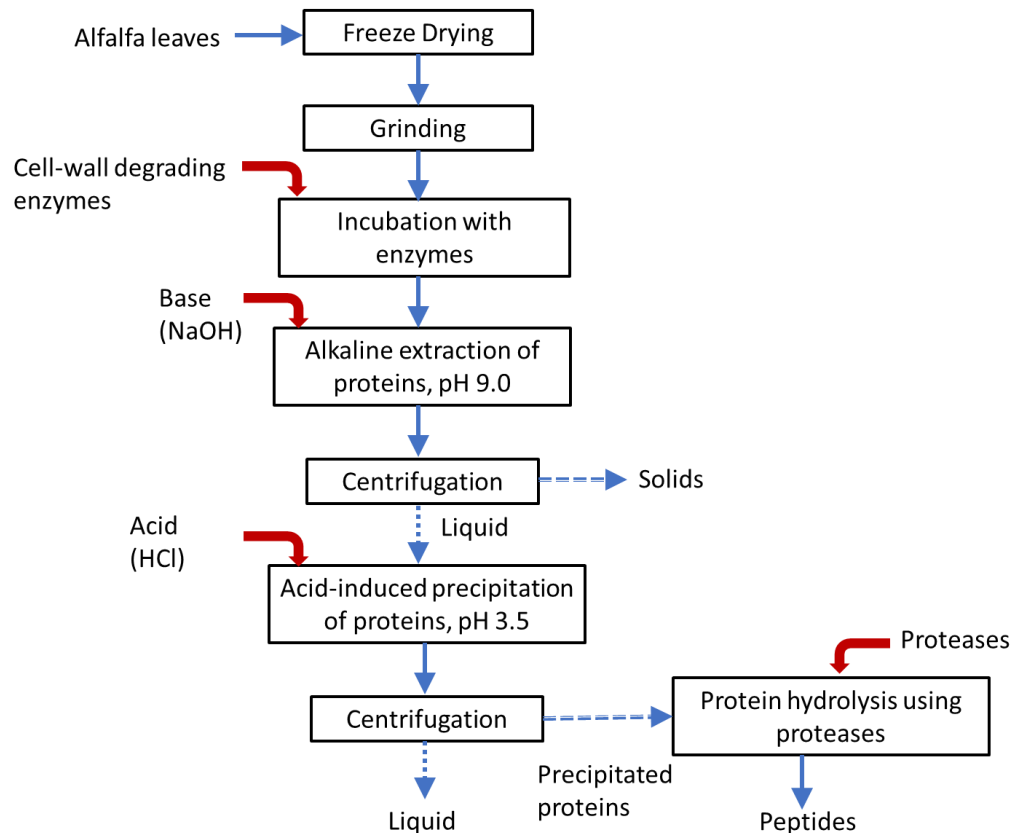 Alfalfa leaves
Freeze Drying
Grinding
Cell-wall degrading
enzymes
Incubation with
enzymes
Base
(NaOH)
Alkaline extraction of
proteins, pH 9.0
Centrifugation
Solids
Liquid
Acid
(HCl)
Acid-induced precipitation
of proteins, pH 3.5
Proteases
Centrifugation
Protein hydrolysis using
proteases
Precipitated
proteins
Liquid
Peptides